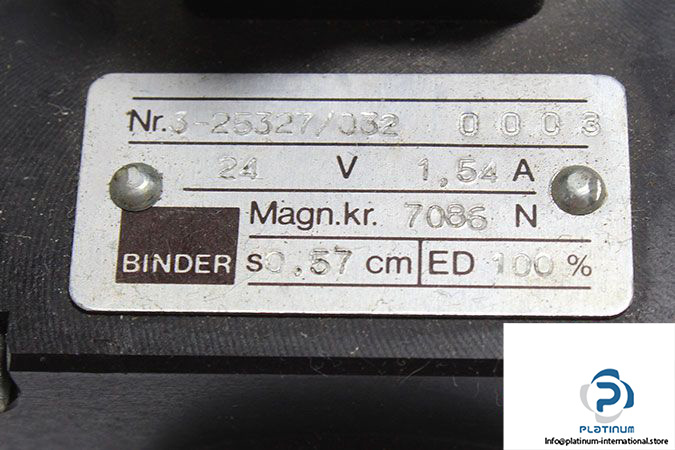 Nr. 3-25327/032 0003
24 V 1,54 A
Magn.kr. 7086 N
BINDER s 0.57 cm ED 100 %
PLATINUM
Info@platinum-international.store